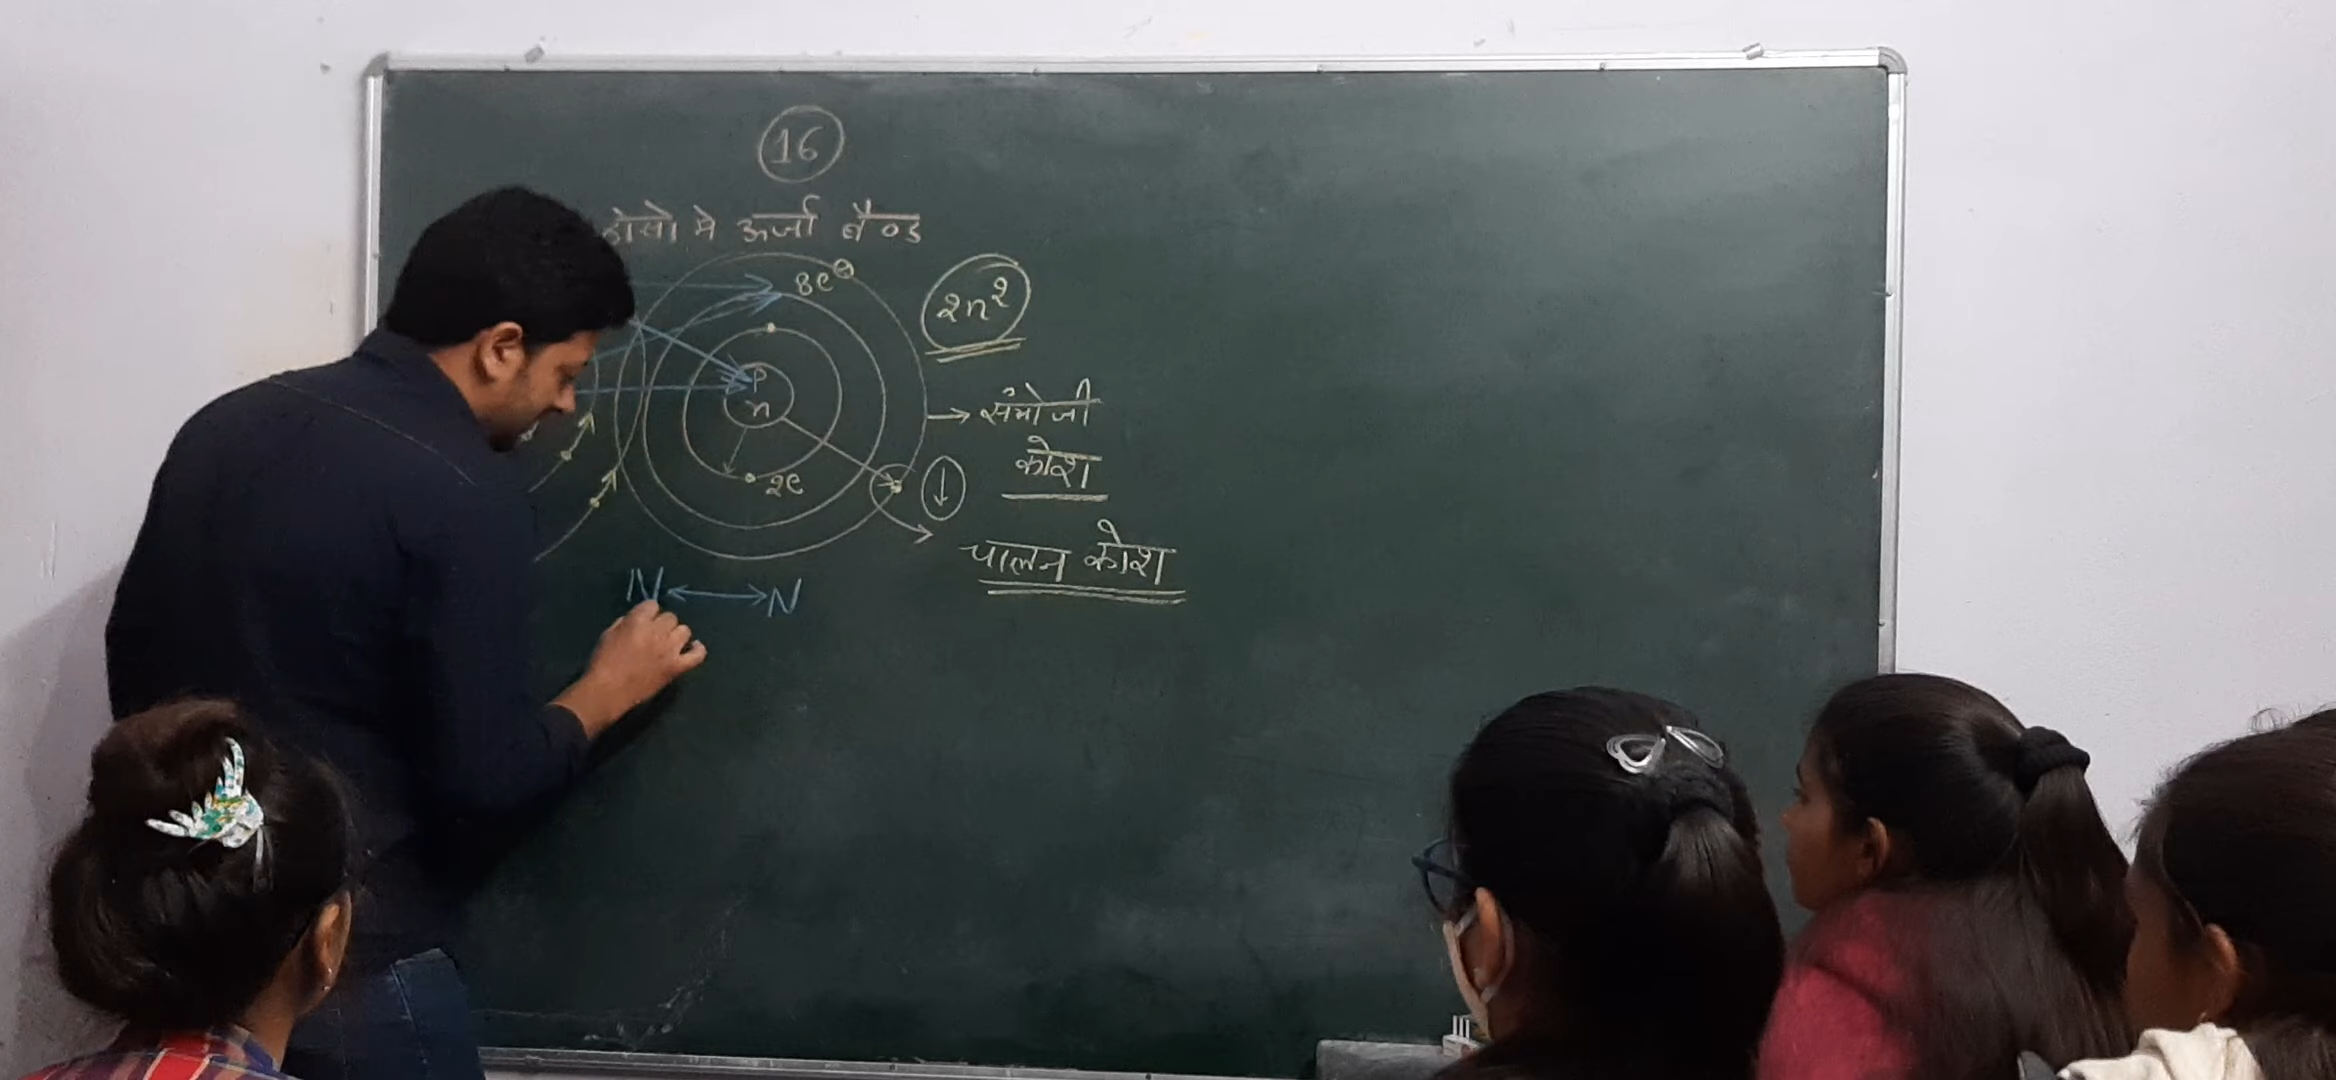 16
ठोसो मे ऊर्जा बैण्ड
8e⊖
2n²
P
n
→ संयोजी
कोश
2e
↓
चालन कोश
N↔N